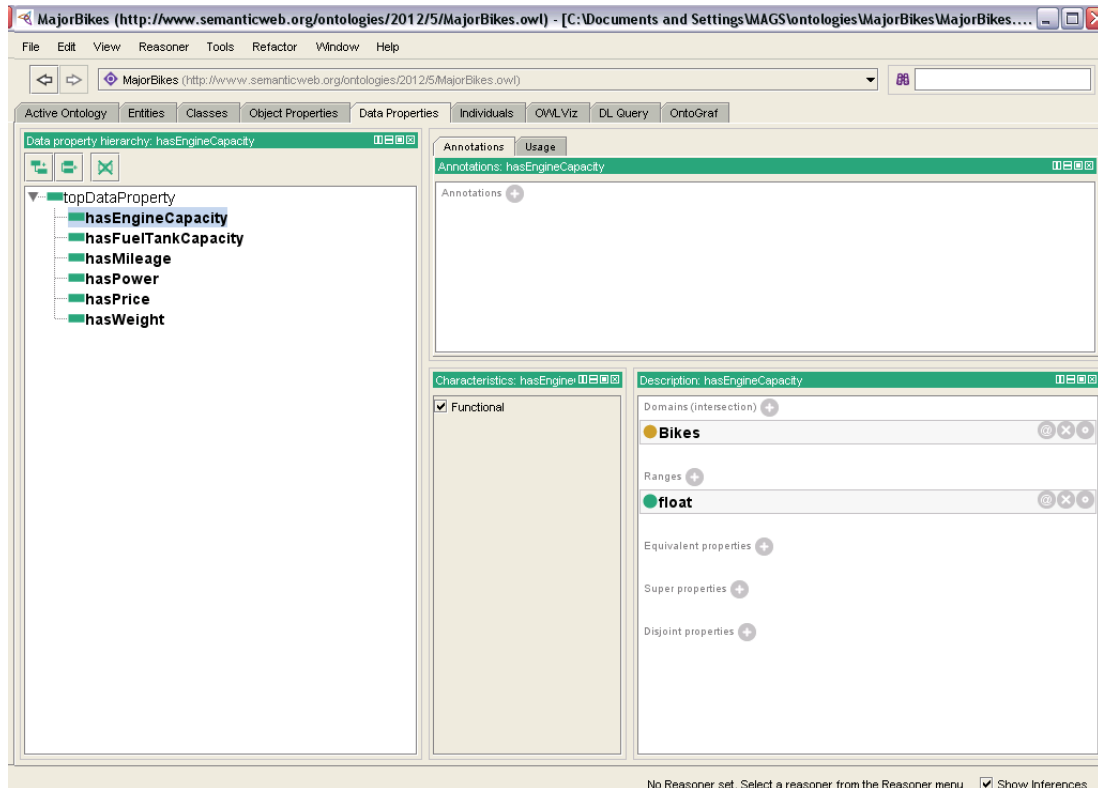 MajorBikes (http://www.semanticweb.org/ontologies/2012/5/MajorBikes.owl) - [C:\Documents and Settings\MAGS\ontologies\MajorBikes\MajorBikes....
File Edit View Reasoner Tools Refactor Window Help
MajorBikes (http://www.semanticweb.org/ontologies/2012/5/MajorBikes.owl)
Active Ontology Entities Classes Object Properties Data Properties Individuals OWLViz DL Query OntoGraf
Data property hierarchy: hasEngineCapacity
topDataProperty
hasEngineCapacity
hasFuelTankCapacity
hasMileage
hasPower
hasPrice
hasWeight
Annotations Usage
Annotations: hasEngineCapacity
Annotations
Characteristics: hasEngine
Functional
Description: hasEngineCapacity
Domains (intersection)
Bikes
Ranges
float
Equivalent properties
Super properties
Disjoint properties
No Reasoner set. Select a reasoner from the Reasoner menu Show Inferences